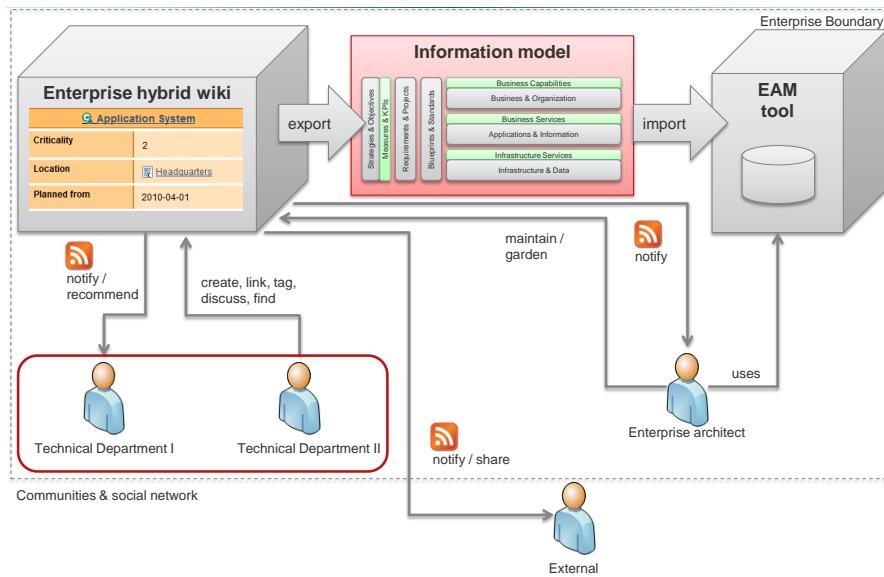 Enterprise Boundary
Information model
Enterprise hybrid wiki
Application System
Criticality
2
Location
Headquarters
Planned from
2010-04-01
export
Strategies & Objectives
Measures & KPIs
Requirements & Projects
Blueprints & Standards
Business Capabilities
Business & Organization
Business Services
Applications & Information
Infrastructure Services
Infrastructure & Data
import
EAM
tool
notify /
recommend
create, link, tag,
discuss, find
maintain /
garden
notify
uses
Technical Department I
Technical Department II
Enterprise architect
notify / share
Communities & social network
External